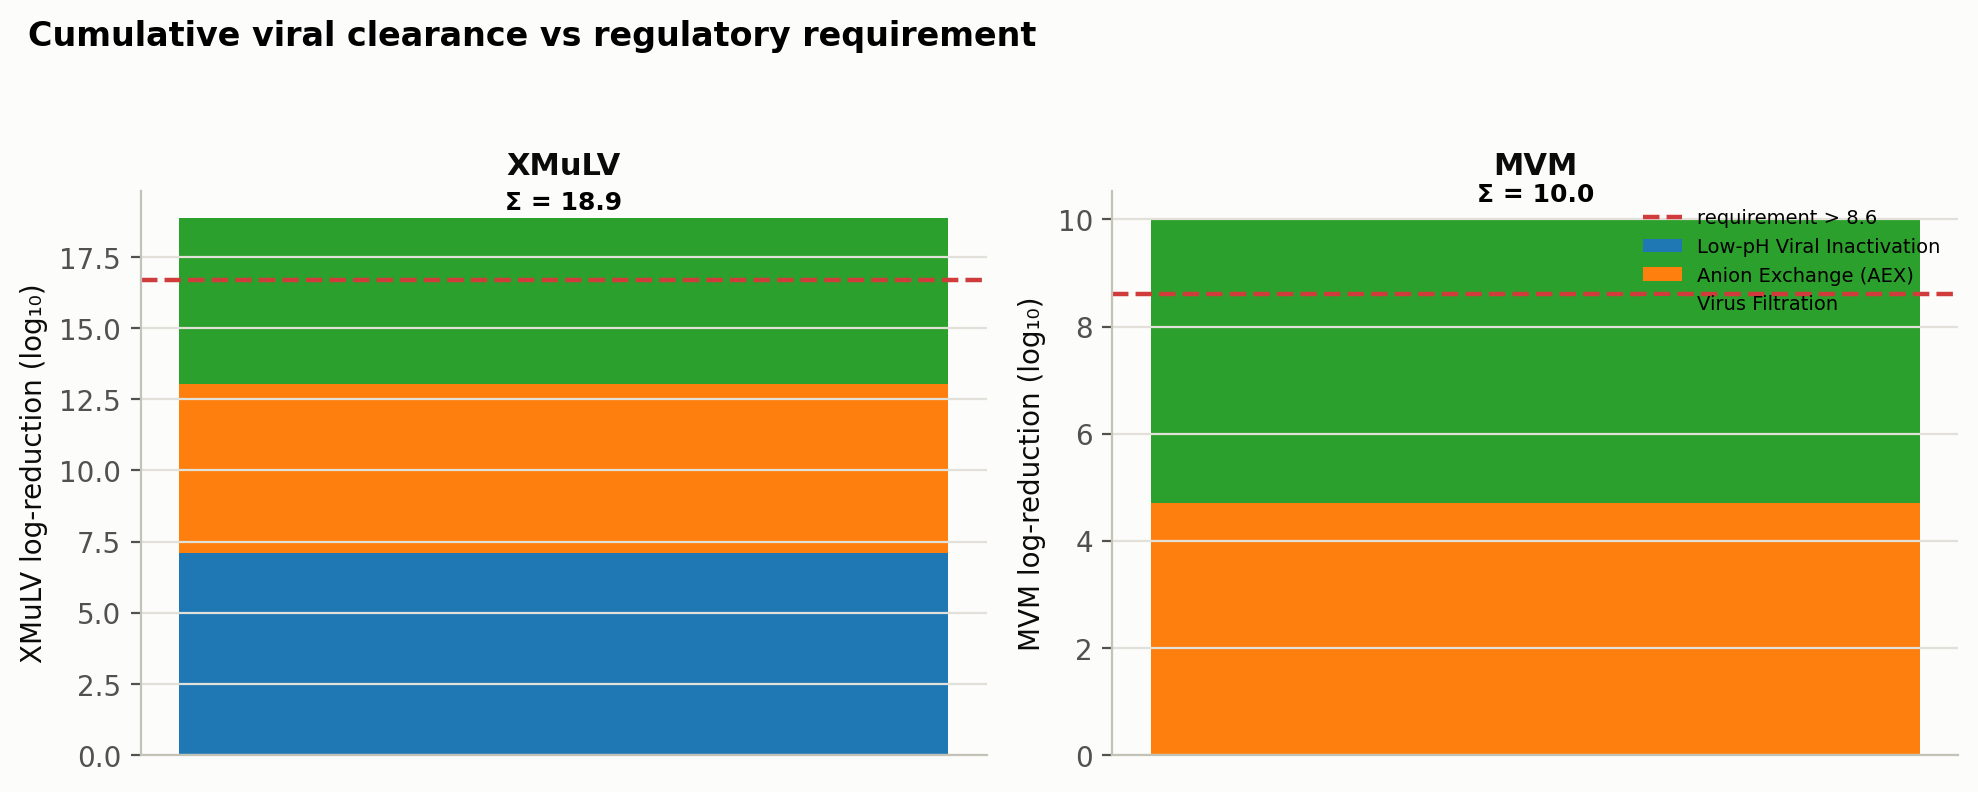 Cumulative viral clearance vs regulatory requirement
XMuLV
Σ = 18.9
XMuLV log-reduction (log₁₀)
17.5
15.0
12.5
10.0
7.5
5.0
2.5
0.0
MVM
Σ = 10.0
MVM log-reduction (log₁₀)
10
8
6
4
2
0
requirement > 8.6
Low-pH Viral Inactivation
Anion Exchange (AEX)
Virus Filtration